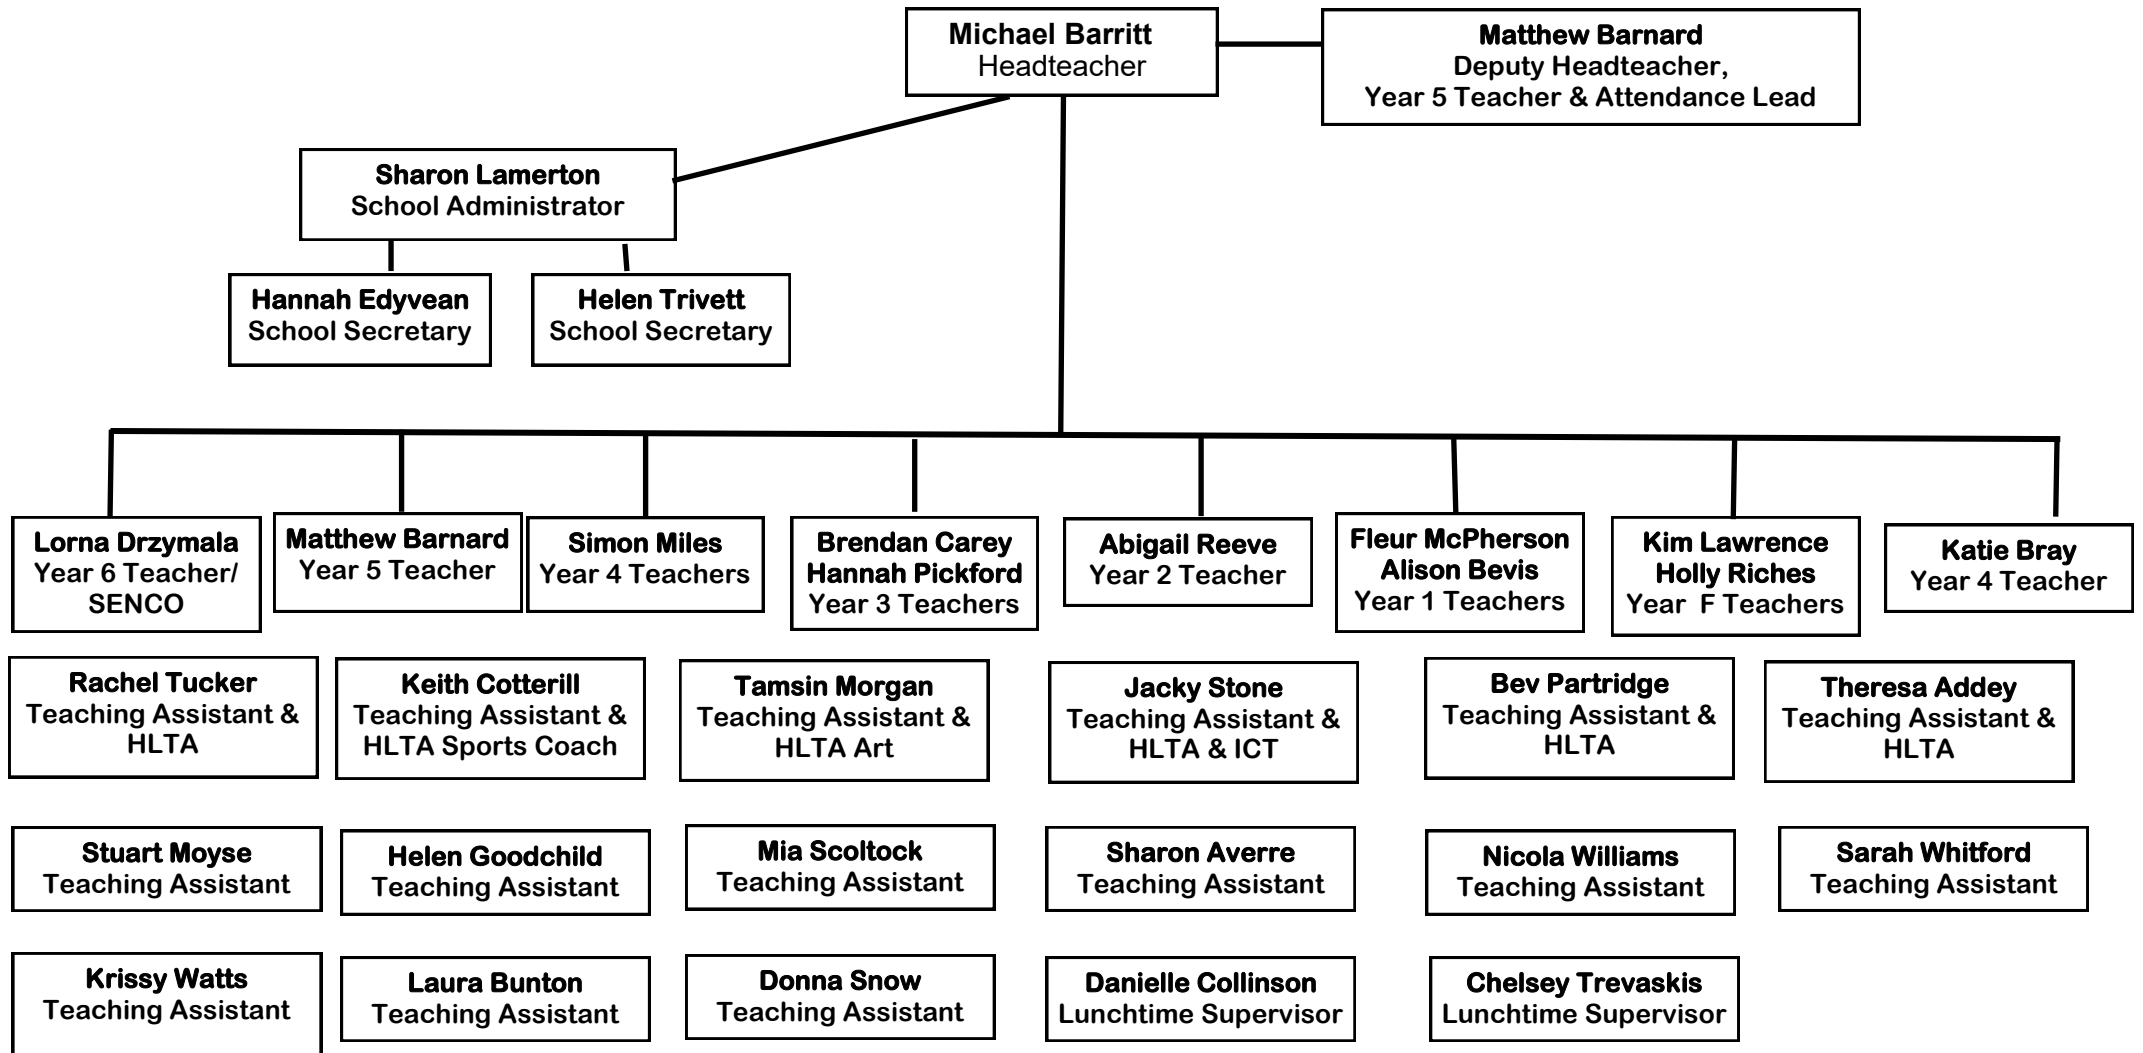 Michael Barritt
Headteacher
Matthew Barnard
Deputy Headteacher,
Year 5 Teacher & Attendance Lead
Sharon Lamerton
School Administrator
Hannah Edyvean
School Secretary
Helen Trivett
School Secretary
Lorna Drzymala
Year 6 Teacher/
SENCO
Matthew Barnard
Year 5 Teacher
Simon Miles
Year 4 Teachers
Brendan Carey
Hannah Pickford
Year 3 Teachers
Abigail Reeve
Year 2 Teacher
Fleur McPherson
Alison Bevis
Year 1 Teachers
Kim Lawrence
Holly Riches
Year  F Teachers
Katie Bray
Year 4 Teacher
Rachel Tucker
Teaching Assistant &
HLTA
Keith Cotterill
Teaching Assistant &
HLTA Sports Coach
Tamsin Morgan
Teaching Assistant &
HLTA Art
Jacky Stone
Teaching Assistant &
HLTA & ICT
Bev Partridge
Teaching Assistant &
HLTA
Theresa Addey
Teaching Assistant &
HLTA
Stuart Moyse
Teaching Assistant
Helen Goodchild
Teaching Assistant
Mia Scoltock
Teaching Assistant
Sharon Averre
Teaching Assistant
Nicola Williams
Teaching Assistant
Sarah Whitford
Teaching Assistant
Krissy Watts
Teaching Assistant
Laura Bunton
Teaching Assistant
Donna Snow
Teaching Assistant
Danielle Collinson
Lunchtime Supervisor
Chelsey Trevaskis
Lunchtime Supervisor